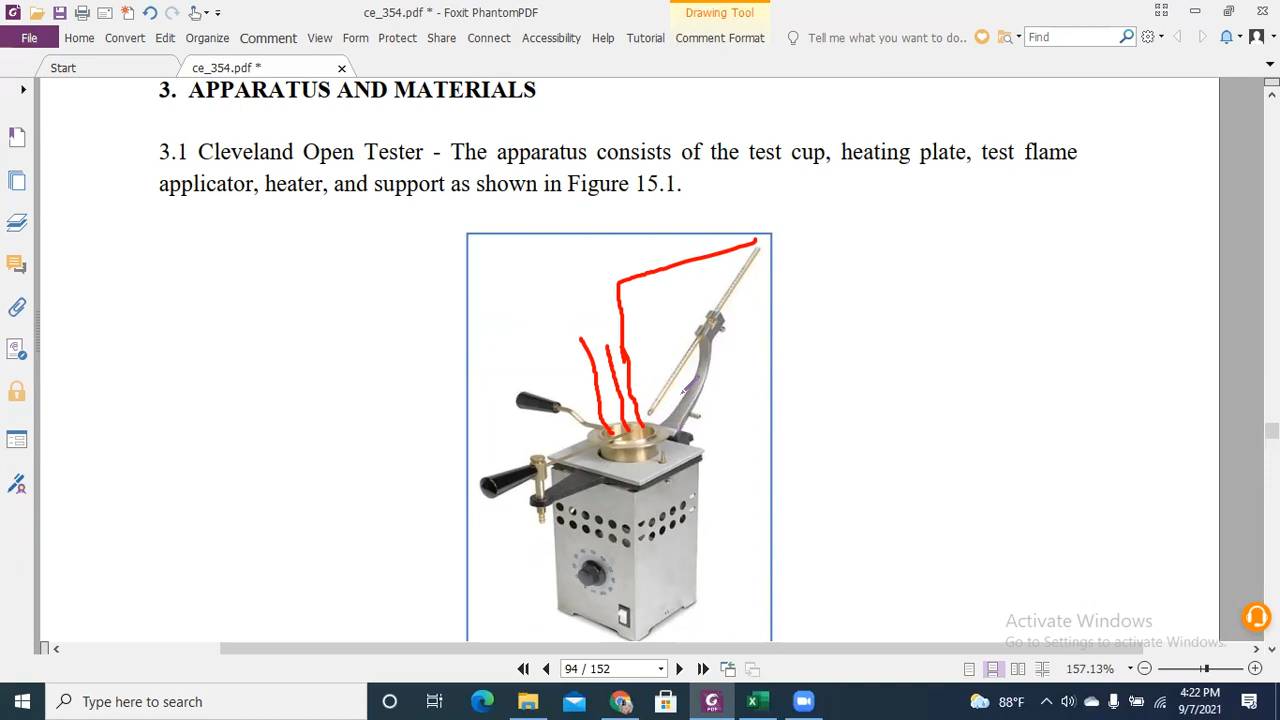 ce_354.pdf * - Foxit PhantomPDF
Drawing Tool
File Home Convert Edit Organize Comment View Form Protect Share Connect Accessibility Help Tutorial Comment Format Tell me what you want to do.. Find
Start ce_354.pdf *
3. APPARATUS AND MATERIALS
3.1 Cleveland Open Tester - The apparatus consists of the test cup, heating plate, test flame
applicator, heater, and support as shown in Figure 15.1.
Activate Windows
Go to Settings to activate Windows.
94 / 152
157.13%
Type here to search
88°F
4:22 PM
9/7/2021